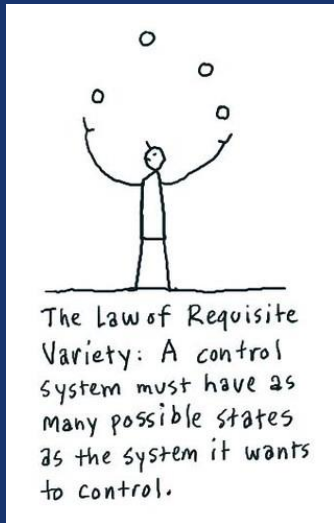 The Law of Requisite
Variety: A control
system must have as
many possible states
as the system it wants
to control.